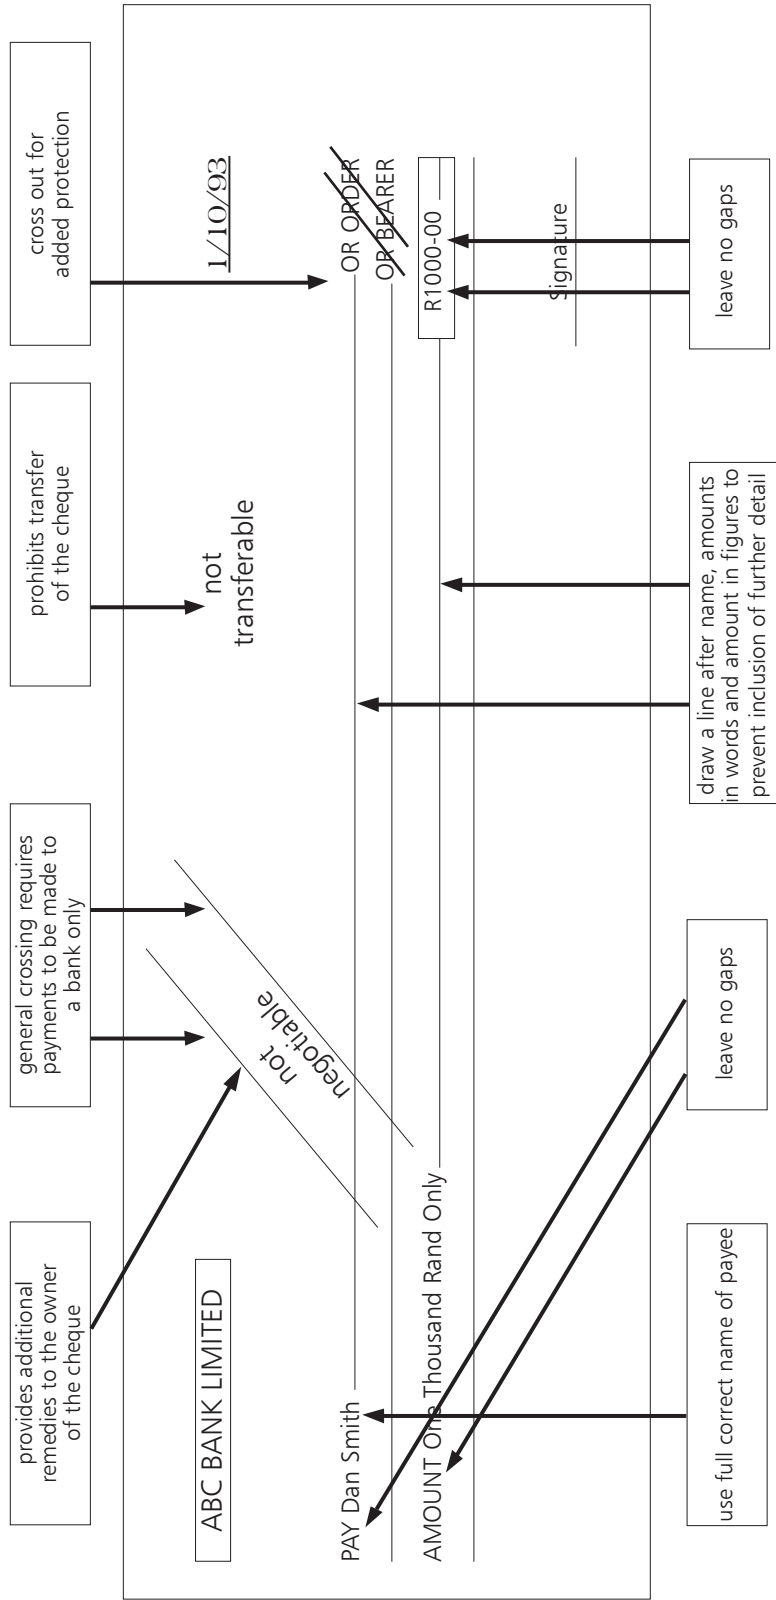 provides additional
remedies to the owner
of the cheque
general crossing requires
payments to be made to
a bank only
prohibits transfer
of the cheque
cross out for
added protection
ABC BANK LIMITED
not
negotiable
not
transferable
1/10/93
PAY Dan Smith
OR ORDER
OR BEARER
AMOUNT One Thousand Rand Only
R1000-00
Signature
use full correct name of payee
leave no gaps
draw a line after name, amounts
in words and amount in figures to
prevent inclusion of further detail
leave no gaps